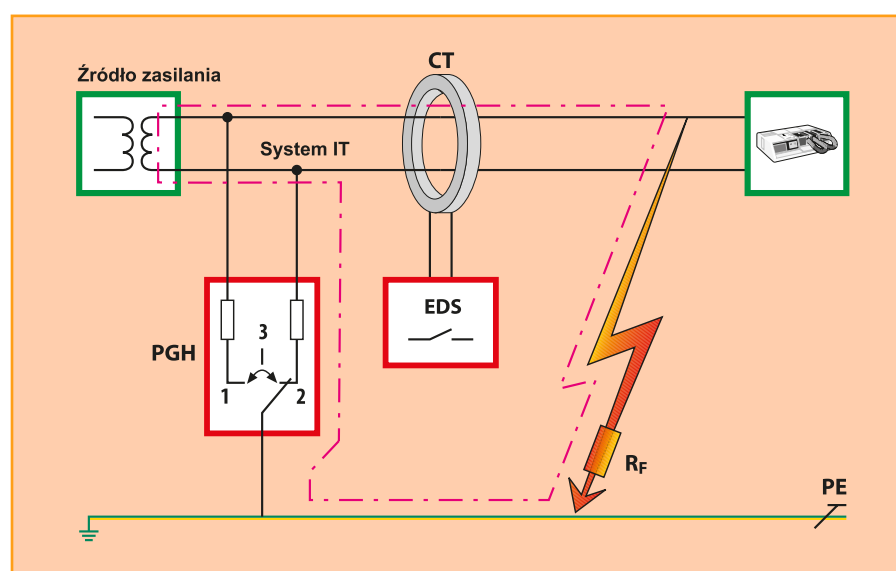 CT
Źródło zasilania
System IT
EDS
3
PGH
1
2
RF
PE